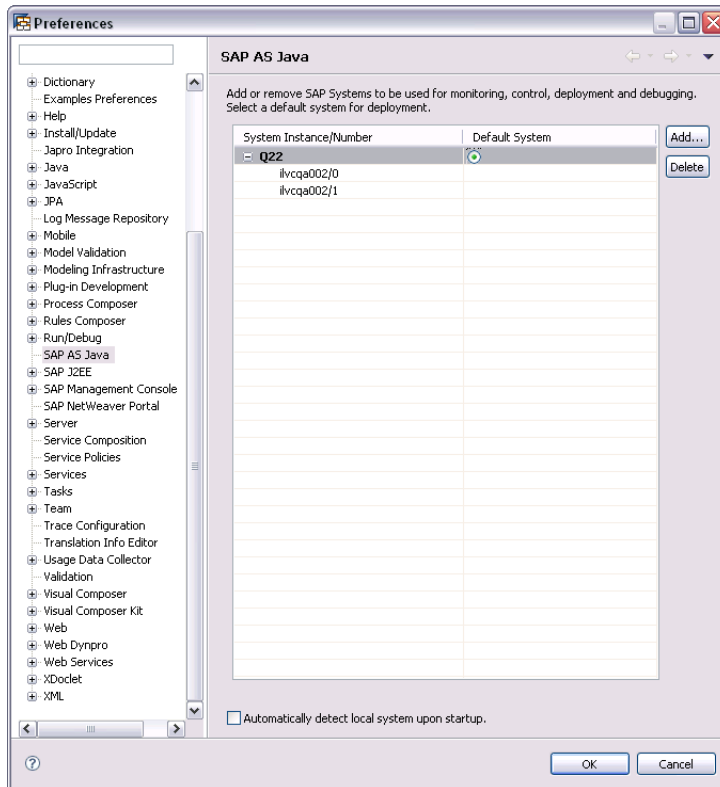 Preferences
SAP AS Java
Dictionary
Examples Preferences
Help
Install/Update
Japro Integration
Java
JavaScript
JPA
Log Message Repository
Mobile
Model Validation
Modeling Infrastructure
Plug-in Development
Process Composer
Rules Composer
Run/Debug
SAP AS Java
SAP J2EE
SAP Management Console
SAP NetWeaver Portal
Server
Service Composition
Service Policies
Services
Tasks
Team
Trace Configuration
Translation Info Editor
Usage Data Collector
Validation
Visual Composer
Visual Composer Kit
Web
Web Dynpro
Web Services
XDoclet
XML
Add or remove SAP Systems to be used for monitoring, control, deployment and debugging.
Select a default system for deployment.
System Instance/Number Default System
Q22
ilvcqa002/0
ilvcqa002/1
Add...
Delete
Automatically detect local system upon startup.
OK Cancel